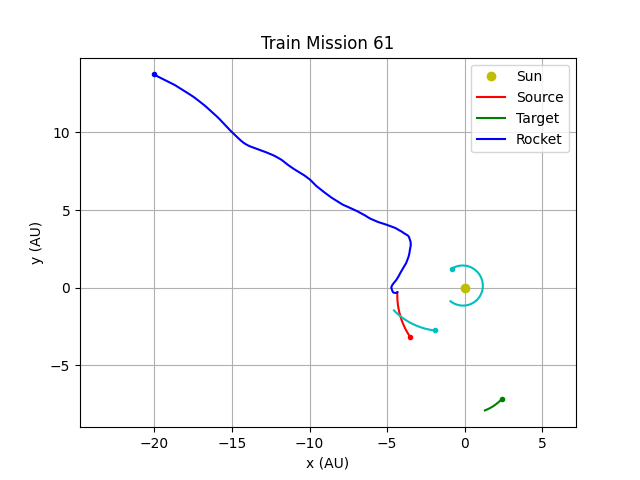 Train Mission 61
Sun
Source
Target
Rocket
10
5
0
−5
y (AU)
−20
−15
−10
−5
0
5
x (AU)